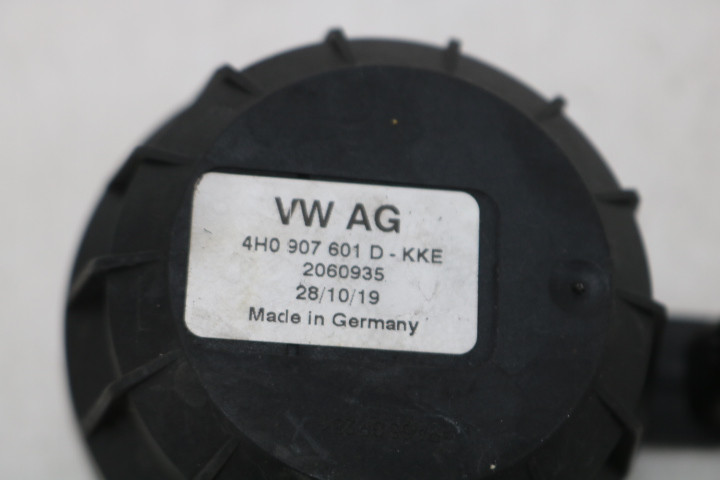 VW AG
4H0 907 601 D - KKE
2060935
28/10/19
Made in Germany